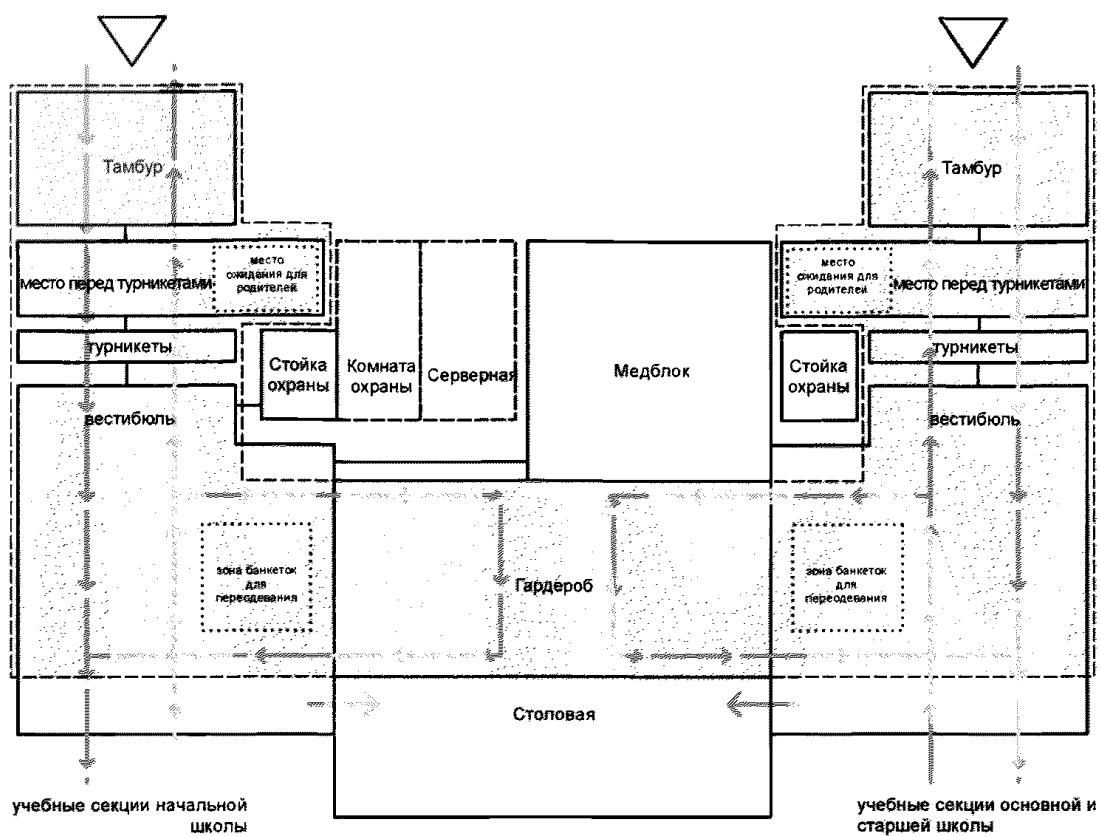 Тамбур
Тамбур
место перед турникетами
место
ожидания для
родителей
место
ожидания для
родителей
место перед турникетами
турникеты
турникеты
Стойка
охраны
Комната
охраны
Серверная
Медблок
Стойка
охраны
вестибюль
вестибюль
зона банкеток
для
переодевания
Гардероб
зона банкеток
для
переодевания
Столовая
учебные секции начальной
школы
учебные секции основной и
старшей школы